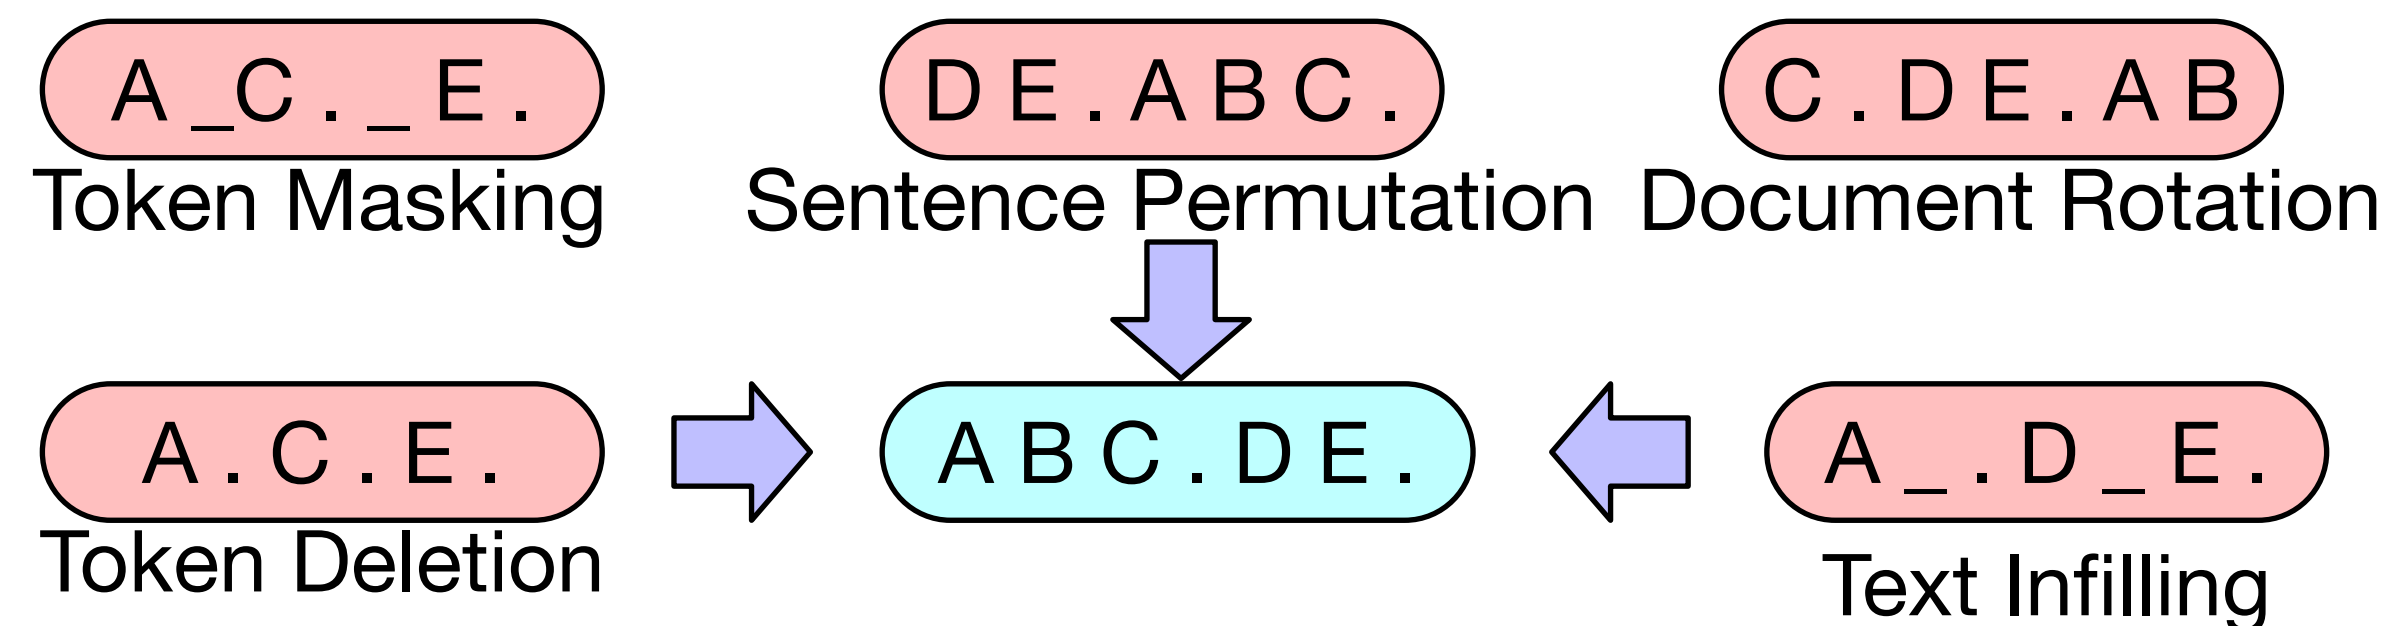 A _C . _ E .
D E . A B C .
C . D E . A B
Token Masking
Sentence Permutation
Document Rotation
A . C . E .
A B C . D E .
A _ . D _ E .
Token Deletion
Text Infilling